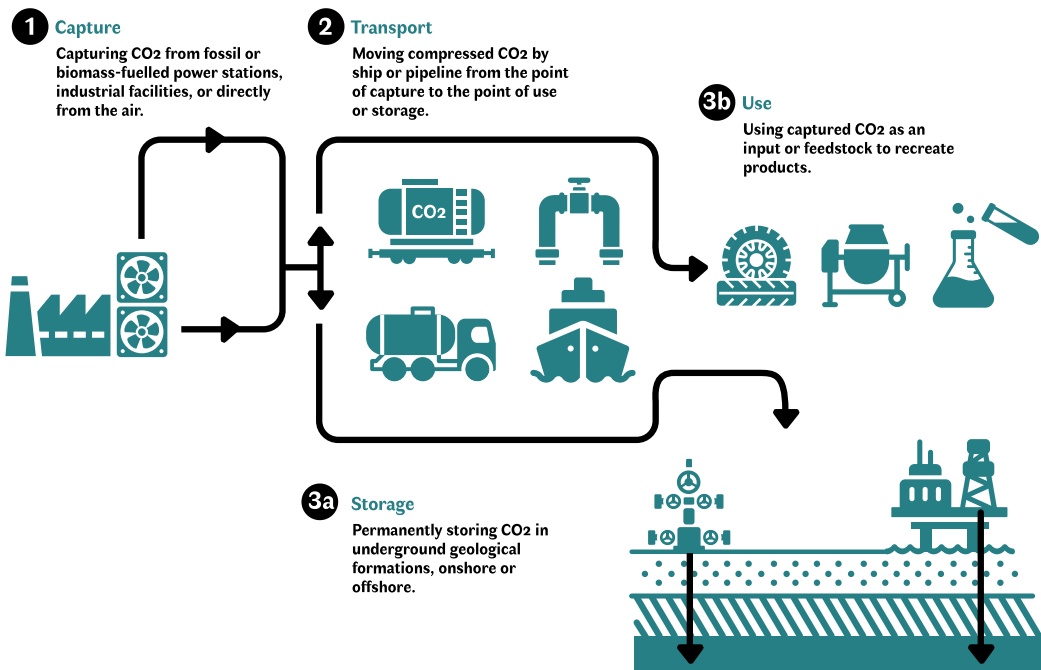 1 Capture
Capturing CO2 from fossil or
biomass-fuelled power stations,
industrial facilities, or directly
from the air.
2 Transport
Moving compressed CO2 by
ship or pipeline from the point
of capture to the point of use
or storage.
3b Use
Using captured CO2 as an
input or feedstock to recreate
products.
CO2
3a Storage
Permanently storing CO2 in
underground geological
formations, onshore or
offshore.